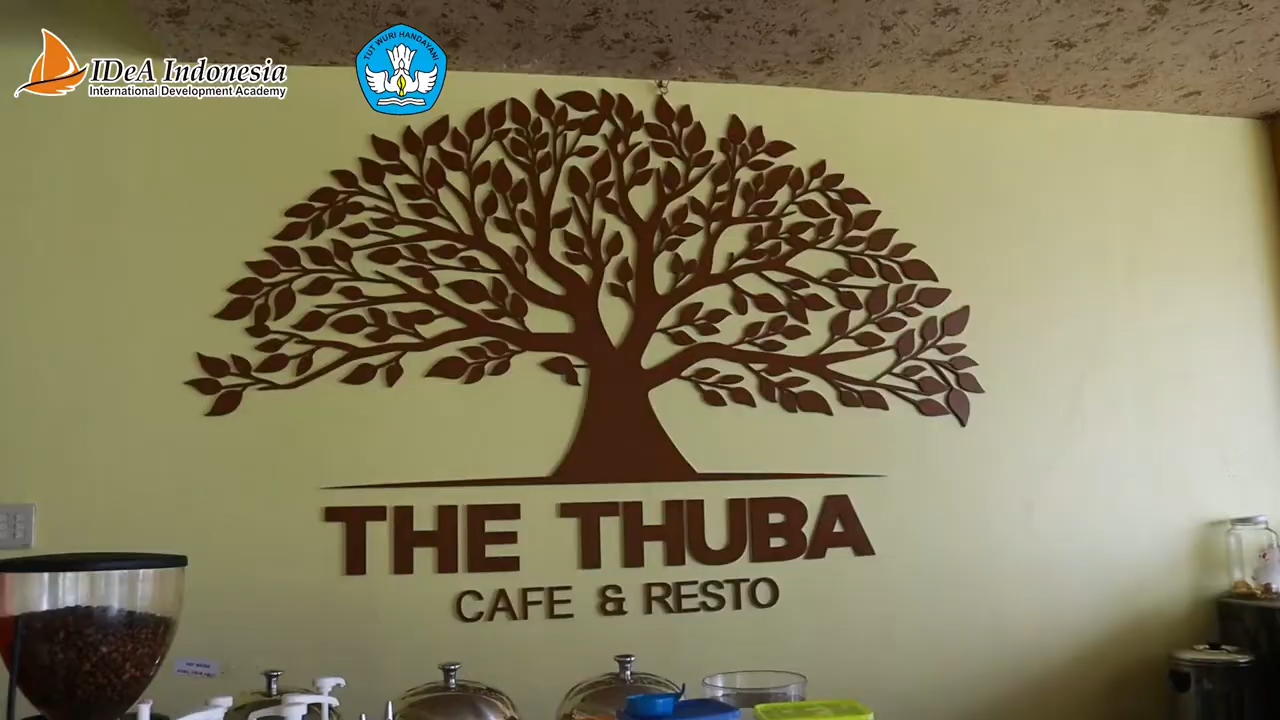 IDeA Indonesia
International Development Academy
TUT WURI HANDAYANI
THE THUBA
CAFE & RESTO